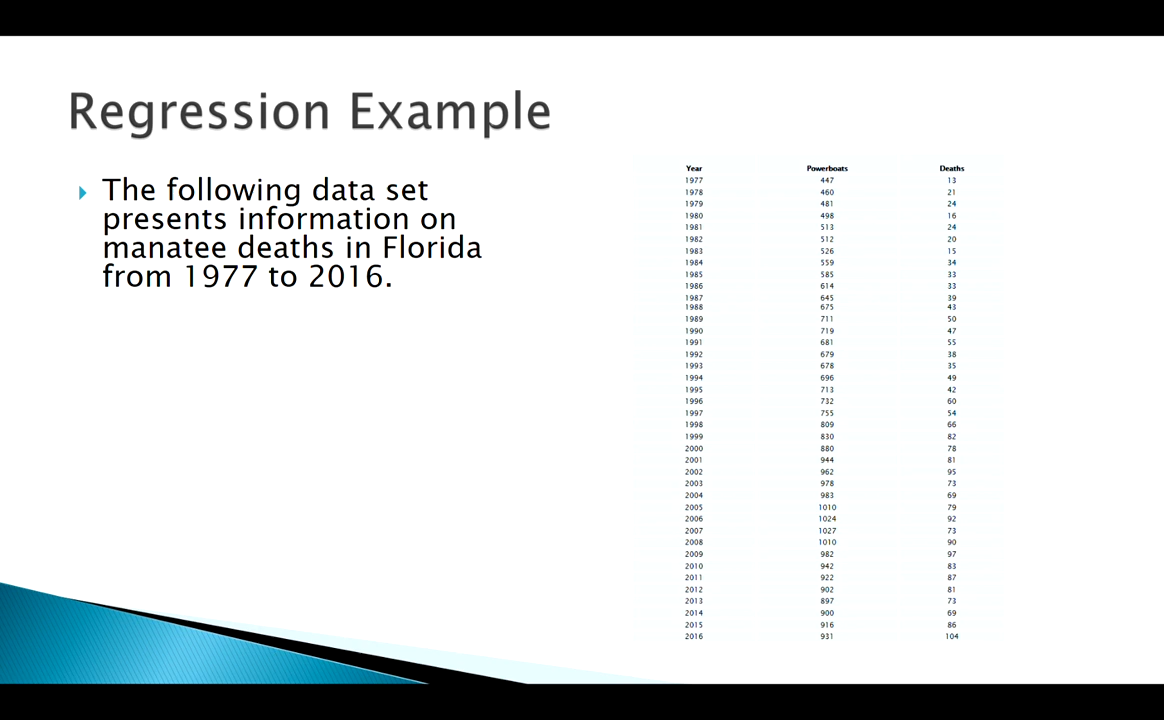 Regression Example
The following data set
presents information on
manatee deaths in Florida
from 1977 to 2016.
Year Powerboats Deaths
1977 447 13
1978 460 21
1979 481 24
1980 498 16
1981 513 24
1982 512 20
1983 526 15
1984 559 34
1985 585 33
1986 614 33
1987 645 39
1988 675 43
1989 711 50
1990 719 47
1991 681 55
1992 679 38
1993 678 35
1994 696 49
1995 713 42
1996 732 60
1997 755 54
1998 809 66
1999 830 82
2000 880 78
2001 944 81
2002 962 95
2003 978 73
2004 983 69
2005 1010 79
2006 1024 92
2007 1027 73
2008 1010 90
2009 982 97
2010 942 83
2011 922 87
2012 902 81
2013 897 73
2014 900 69
2015 916 86
2016 931 104